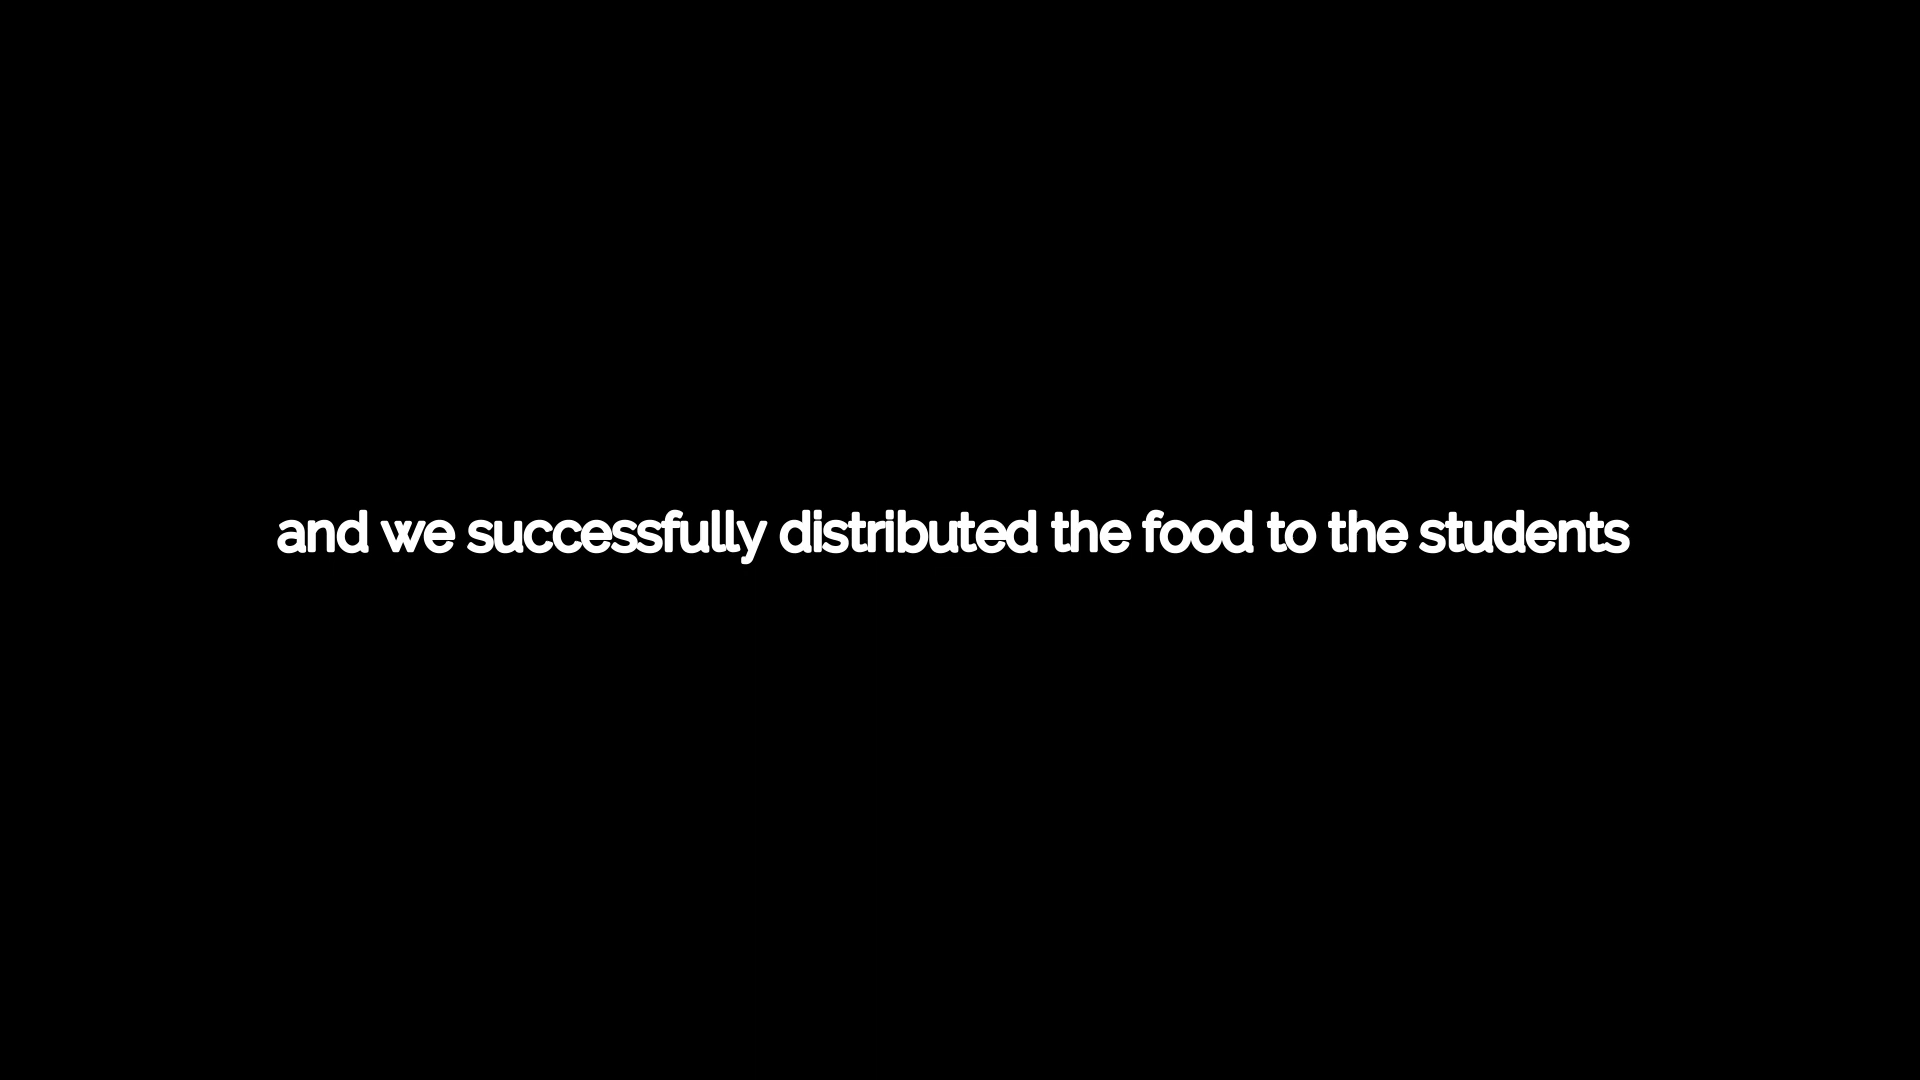 and we successfully distributed the food to the students